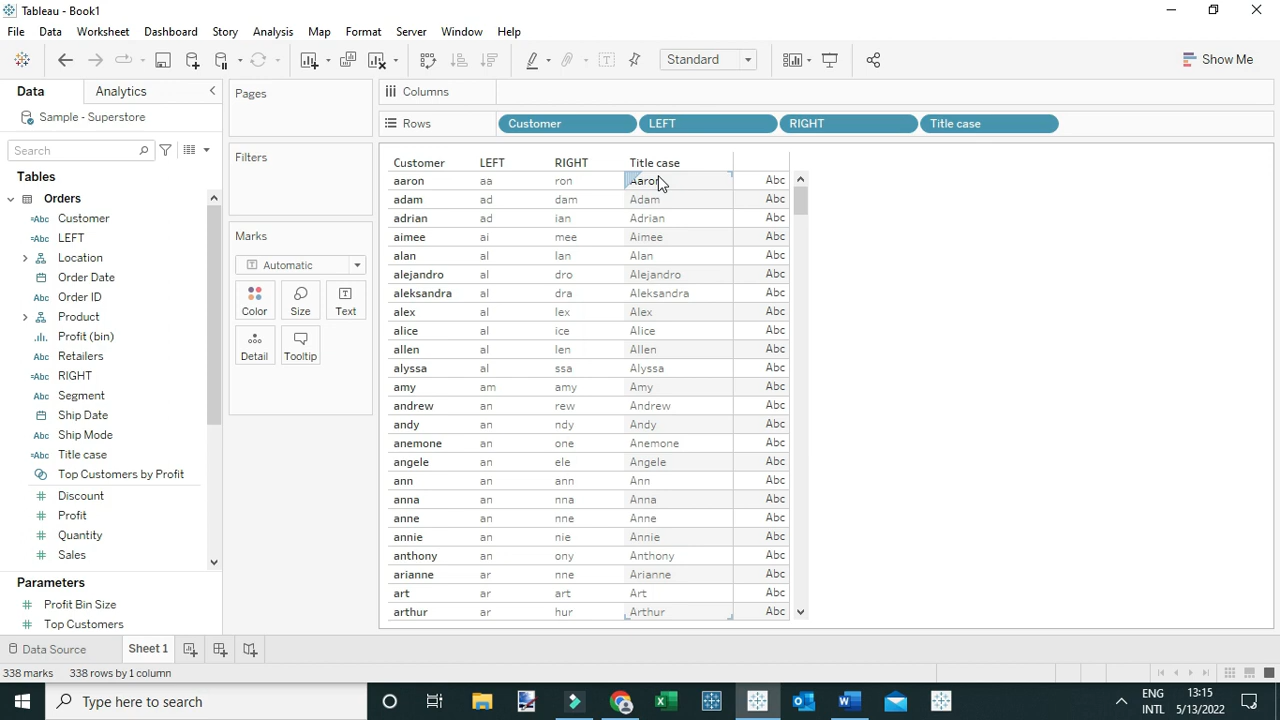 Tableau - Book1
File Data Worksheet Dashboard Story Analysis Map Format Server Window Help
Standard
Show Me
Data Analytics
Sample - Superstore
Search
Tables
Orders
Abc Customer
Abc LEFT
Location
Order Date
Order ID
Product
Profit (bin)
Abc Retailers
Abc RIGHT
Abc Segment
Ship Date
Abc Ship Mode
Abc Title case
Top Customers by Profit
Discount
Profit
Quantity
Sales
Parameters
Profit Bin Size
Top Customers
Pages
Filters
Marks
Automatic
Color Size Text
Detail Tooltip
Columns
Rows Customer LEFT RIGHT Title case
Customer LEFT RIGHT Title case
aaron aa ron Aaron Abc
adam ad dam Adam Abc
adrian ad ian Adrian Abc
aimee ai mee Aimee Abc
alan al lan Alan Abc
alejandro al dro Alejandro Abc
aleksandra al dra Aleksandra Abc
alex al lex Alex Abc
alice al ice Alice Abc
allen al len Allen Abc
alyssa al ssa Alyssa Abc
amy am amy Amy Abc
andrew an rew Andrew Abc
andy an ndy Andy Abc
anemone an one Anemone Abc
angele an ele Angele Abc
ann an ann Ann Abc
anna an nna Anna Abc
anne an nne Anne Abc
annie an nie Annie Abc
anthony an ony Anthony Abc
arianne ar nne Arianne Abc
art ar art Art Abc
arthur ar hur Arthur Abc
Data Source Sheet 1
338 marks 338 rows by 1 column
Type here to search
ENG
INTL
13:15
5/13/2022